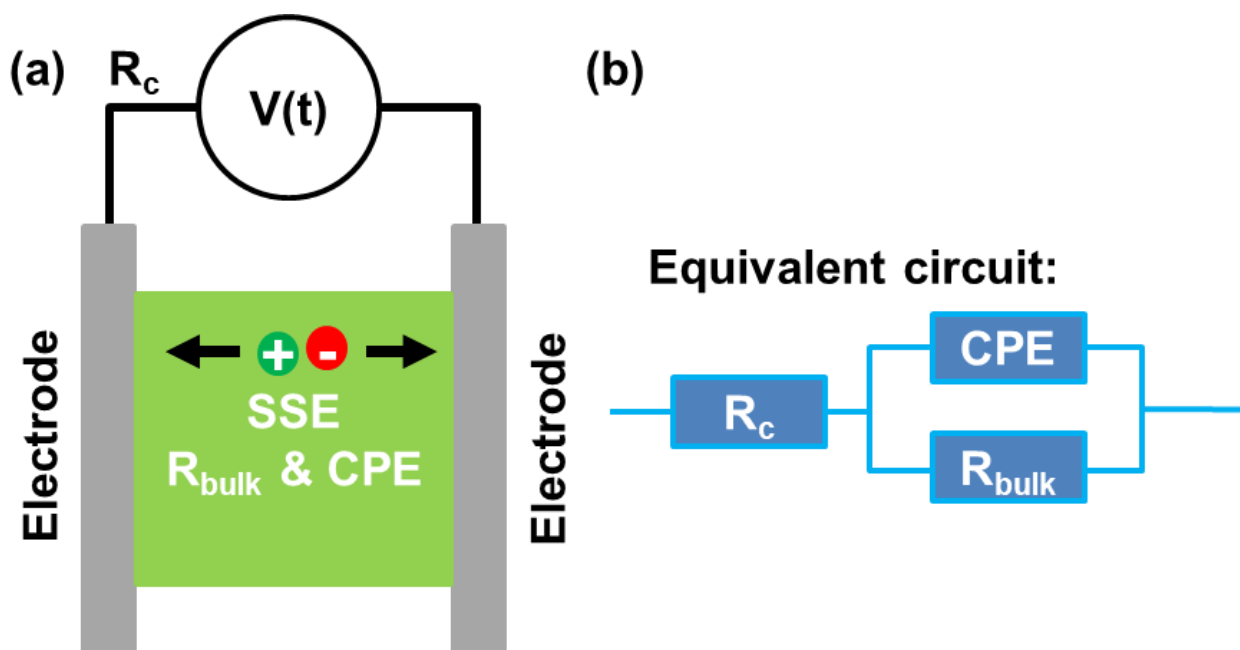 (a)
R_c
V(t)
Electrode
+ -
SSE
R_bulk & CPE
Electrode
(b)
Equivalent circuit:
CPE
R_c
R_bulk